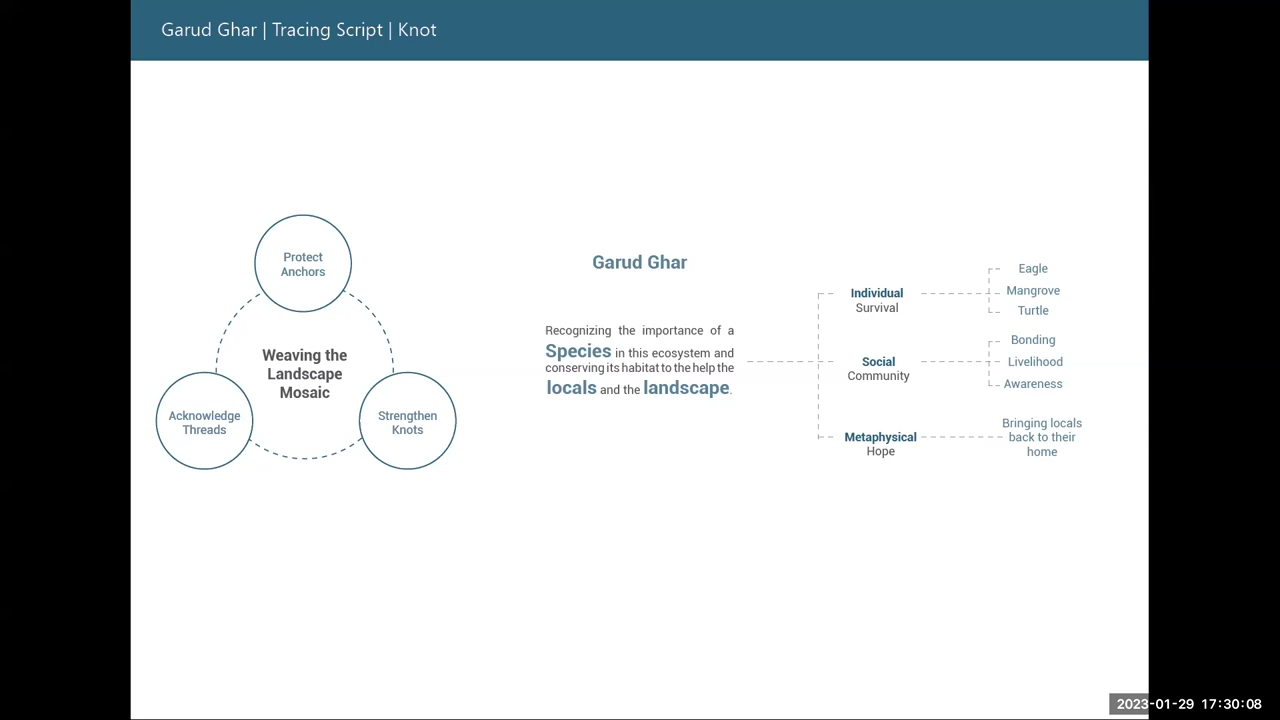 Garud Ghar | Tracing Script | Knot
Protect
Anchors
Weaving the
Landscape
Mosaic
Acknowledge
Threads
Strengthen
Knots
Garud Ghar
Recognizing the importance of a
Species in this ecosystem and
conserving its habitat to the help the
locals and the landscape.
Individual
Survival
Eagle
Mangrove
Turtle
Social
Community
Bonding
Livelihood
Awareness
Metaphysical
Hope
Bringing locals
back to their
home
2023-01-29 17:30:08